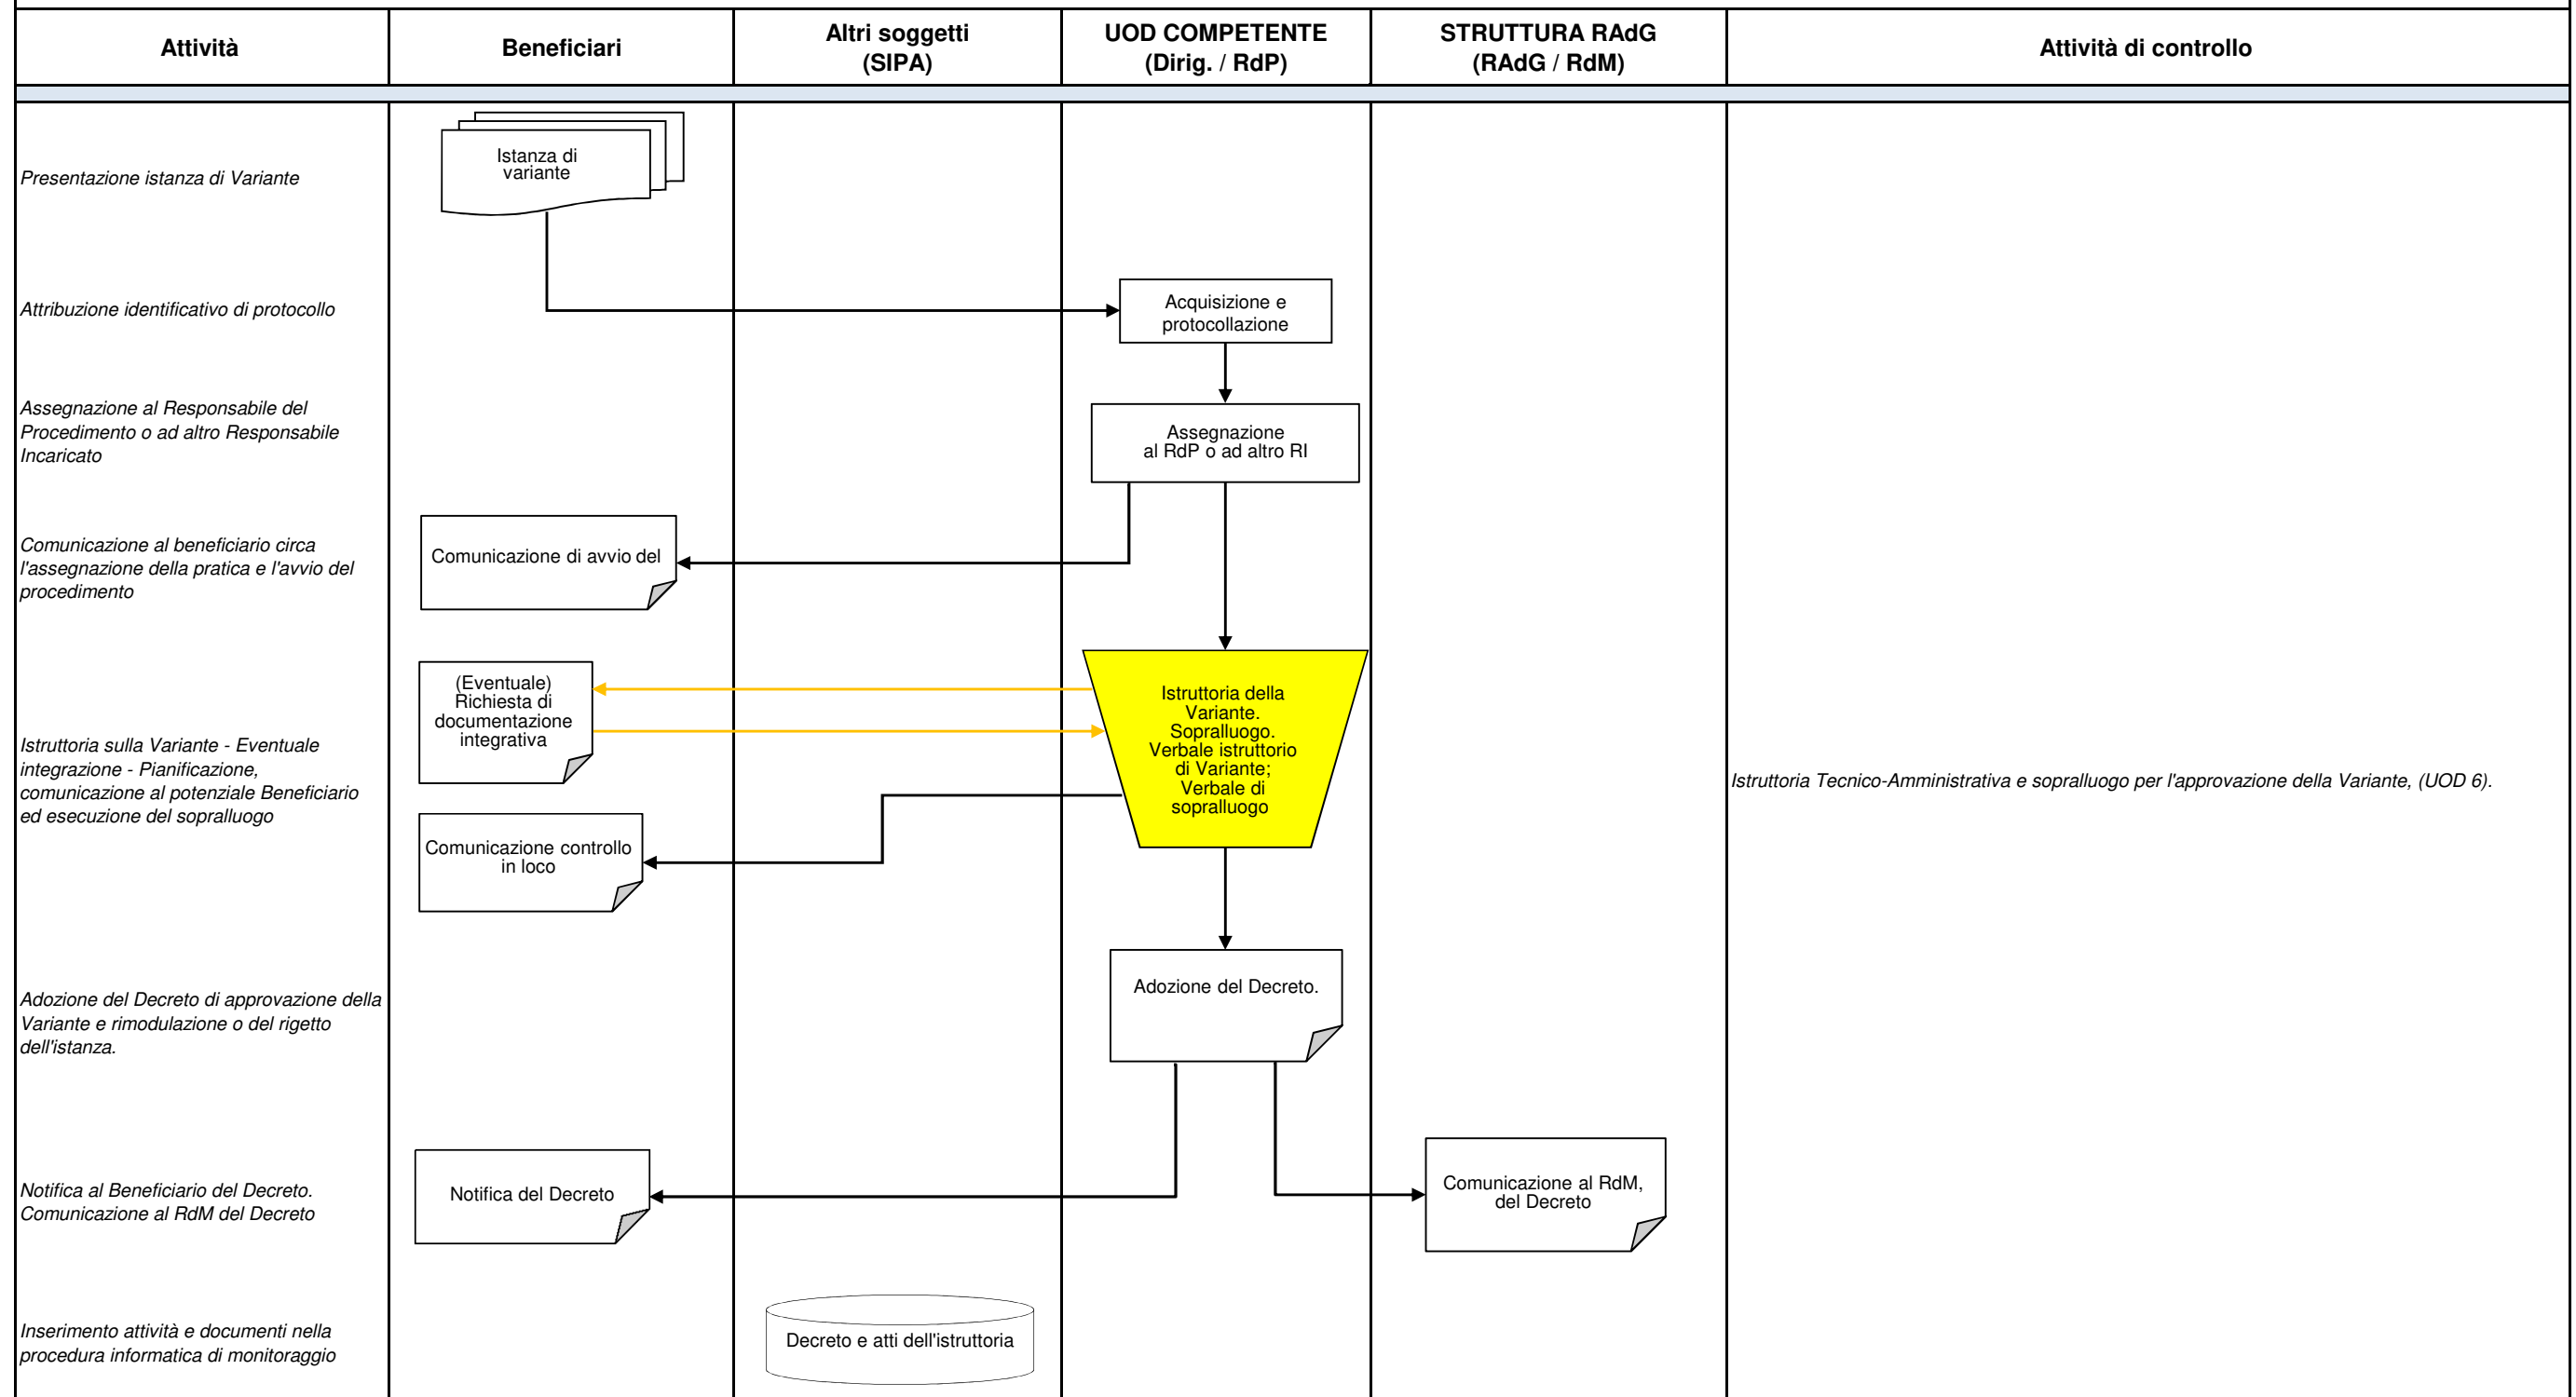 Attività
Beneficiari
Altri soggetti
(SIPA)
UOD COMPETENTE
(Dirig. / RdP)
STRUTTURA RAdG
(RAdG / RdM)
Attività di controllo
Presentazione istanza di Variante
Istanza di
variante
Attribuzione identificativo di protocollo
Acquisizione e
protocollazione
Assegnazione al Responsabile del
Procedimento o ad altro Responsabile
Incaricato
Assegnazione
al RdP o ad altro RI
Comunicazione al beneficiario circa
l'assegnazione della pratica e l'avvio del
procedimento
Comunicazione di avvio del
Istruttoria sulla Variante - Eventuale
integrazione - Pianificazione,
comunicazione al potenziale Beneficiario
ed esecuzione del sopralluogo
(Eventuale)
Richiesta di
documentazione
integrativa
Comunicazione controllo
in loco
Istruttoria della
Variante.
Sopralluogo.
Verbale istruttorio
di Variante;
Verbale di
sopralluogo
Istruttoria Tecnico-Amministrativa e sopralluogo per l'approvazione della Variante, (UOD 6).
Adozione del Decreto di approvazione della
Variante e rimodulazione o del rigetto
dell'istanza.
Adozione del Decreto.
Notifica al Beneficiario del Decreto.
Comunicazione al RdM del Decreto
Notifica del Decreto
Comunicazione al RdM,
del Decreto
Inserimento attività e documenti nella
procedura informatica di monitoraggio
Decreto e atti dell'istruttoria